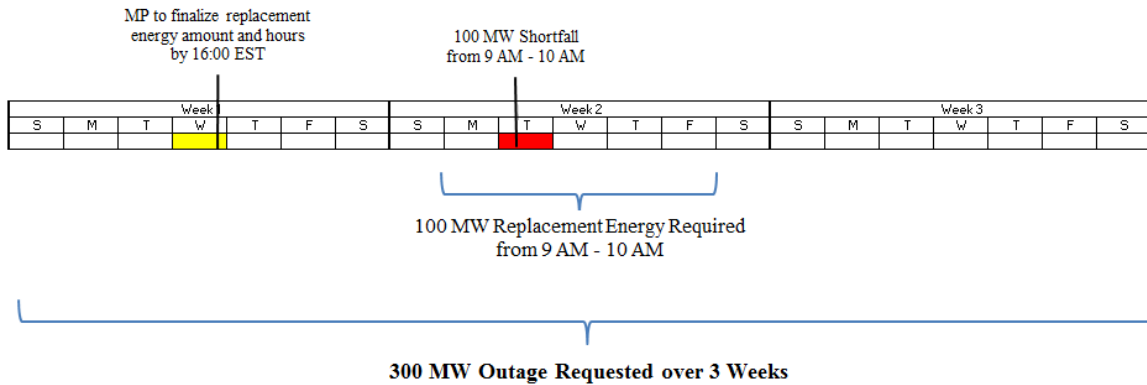 MP to finalize replacement
energy amount and hours
by 16:00 EST
100 MW Shortfall
from 9 AM - 10 AM
Week 1 Week 2 Week 3
S M T W T F S S M T W T F S S M T W T F S
100 MW Replacement Energy Required
from 9 AM - 10 AM
300 MW Outage Requested over 3 Weeks